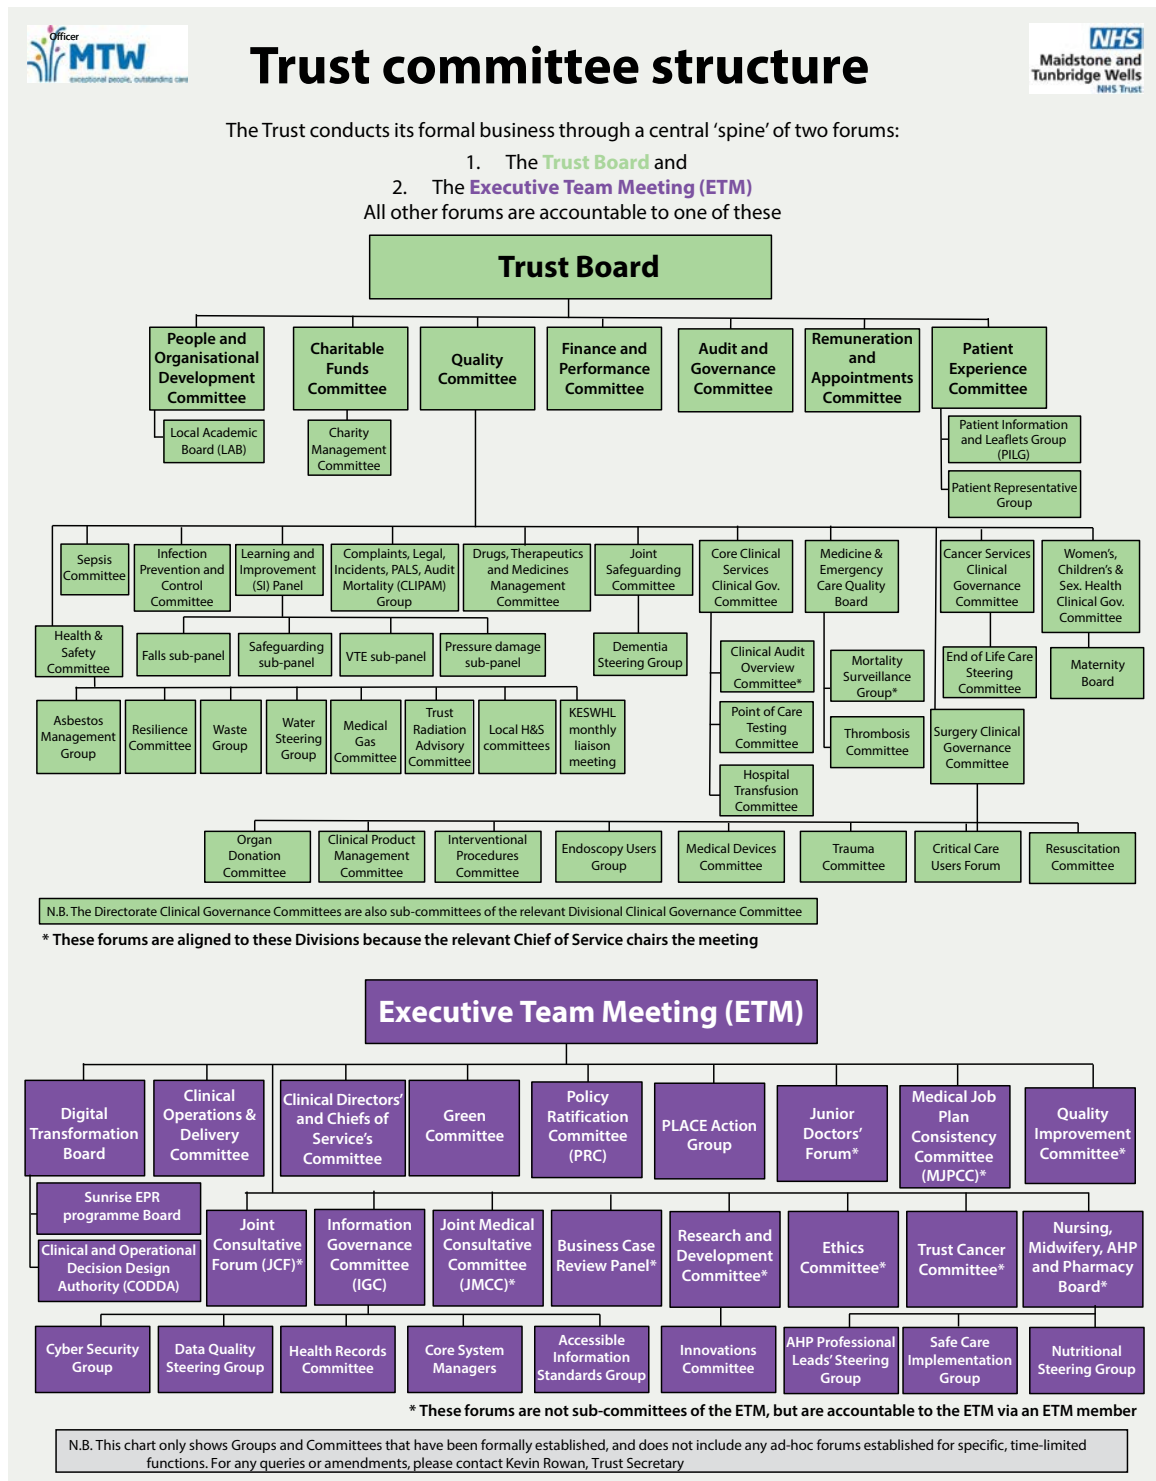 Officer
MTW
exceptional people, outstanding care
Trust committee structure
NHS
Maidstone and
Tunbridge Wells
NHS Trust
The Trust conducts its formal business through a central ‘spine’ of two forums:
1. The Trust Board and
2. The Executive Team Meeting (ETM)
All other forums are accountable to one of these
Trust Board
People and
Organisational
Development
Committee
Charitable
Funds
Committee
Quality
Committee
Finance and
Performance
Committee
Audit and
Governance
Committee
Remuneration
and
Appointments
Committee
Patient
Experience
Committee
Local Academic
Board (LAB)
Charity
Management
Committee
Patient Information
and Leaflets Group
(PILG)
Patient Representative
Group
Sepsis
Committee
Infection
Prevention and
Control
Committee
Learning and
Improvement
(SI) Panel
Complaints, Legal,
Incidents, PALS, Audit
Mortality (CLIPAM)
Group
Drugs, Therapeutics
and Medicines
Management
Committee
Joint
Safeguarding
Committee
Core Clinical
Services
Clinical Gov.
Committee
Medicine &
Emergency
Care Quality
Board
Cancer Services
Clinical
Governance
Committee
Women’s,
Children’s &
Sex. Health
Clinical Gov.
Committee
Health &
Safety
Committee
Falls sub-panel
Safeguarding
sub-panel
VTE sub-panel
Pressure damage
sub-panel
Dementia
Steering Group
Clinical Audit
Overview
Committee*
Mortality
Surveillance
Group*
End of Life Care
Steering
Committee
Maternity
Board
Asbestos
Management
Group
Resilience
Committee
Waste
Group
Water
Steering
Group
Medical
Gas
Committee
Trust
Radiation
Advisory
Committee
Local H&S
committees
KESWHL
monthly
liaison
meeting
Point of Care
Testing
Committee
Thrombosis
Committee
Surgery Clinical
Governance
Committee
Hospital
Transfusion
Committee
Organ
Donation
Committee
Clinical Product
Management
Committee
Interventional
Procedures
Committee
Endoscopy Users
Group
Medical Devices
Committee
Trauma
Committee
Critical Care
Users Forum
Resuscitation
Committee
N.B. The Directorate Clinical Governance Committees are also sub-committees of the relevant Divisional Clinical Governance Committee
* These forums are aligned to these Divisions because the relevant Chief of Service chairs the meeting
Executive Team Meeting (ETM)
Digital
Transformation
Board
Clinical
Operations &
Delivery
Committee
Clinical Directors’
and Chiefs of
Service’s
Committee
Green
Committee
Policy
Ratification
Committee
(PRC)
PLACE Action
Group
Junior
Doctors’
Forum*
Medical Job
Plan
Consistency
Committee
(MJPCC)*
Quality
Improvement
Committee*
Sunrise EPR
programme Board
Clinical and Operational
Decision Design
Authority (CODDA)
Joint
Consultative
Forum (JCF)*
Information
Governance
Committee
(IGC)
Joint Medical
Consultative
Committee
(JMCC)*
Business Case
Review Panel*
Research and
Development
Committee*
Ethics
Committee*
Trust Cancer
Committee*
Nursing,
Midwifery, AHP
and Pharmacy
Board*
Cyber Security
Group
Data Quality
Steering Group
Health Records
Committee
Core System
Managers
Accessible
Information
Standards Group
Innovations
Committee
AHP Professional
Leads’ Steering
Group
Safe Care
Implementation
Group
Nutritional
Steering Group
* These forums are not sub-committees of the ETM, but are accountable to the ETM via an ETM member
N.B. This chart only shows Groups and Committees that have been formally established, and does not include any ad-hoc forums established for specific, time-limited
functions. For any queries or amendments, please contact Kevin Rowan, Trust Secretary